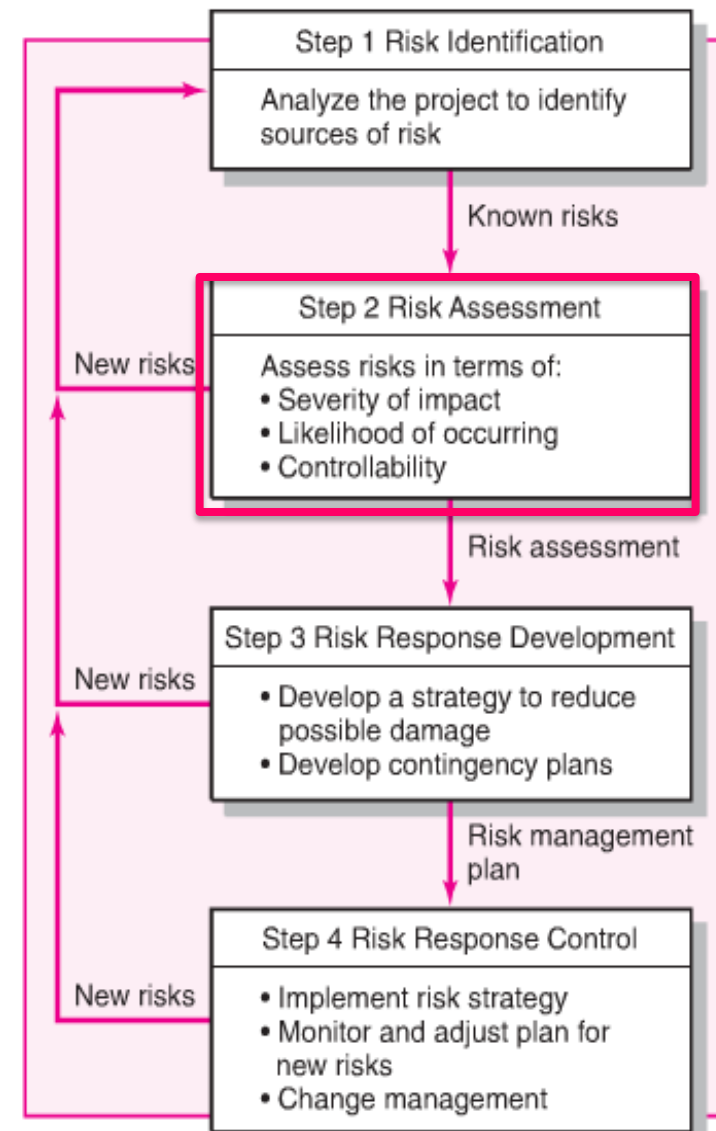 Step 1 Risk Identification
Analyze the project to identify
sources of risk
Known risks
Step 2 Risk Assessment
New risks
Assess risks in terms of:
• Severity of impact
• Likelihood of occurring
• Controllability
Risk assessment
Step 3 Risk Response Development
New risks
• Develop a strategy to reduce
possible damage
• Develop contingency plans
Risk management
plan
Step 4 Risk Response Control
New risks
• Implement risk strategy
• Monitor and adjust plan for
new risks
• Change management